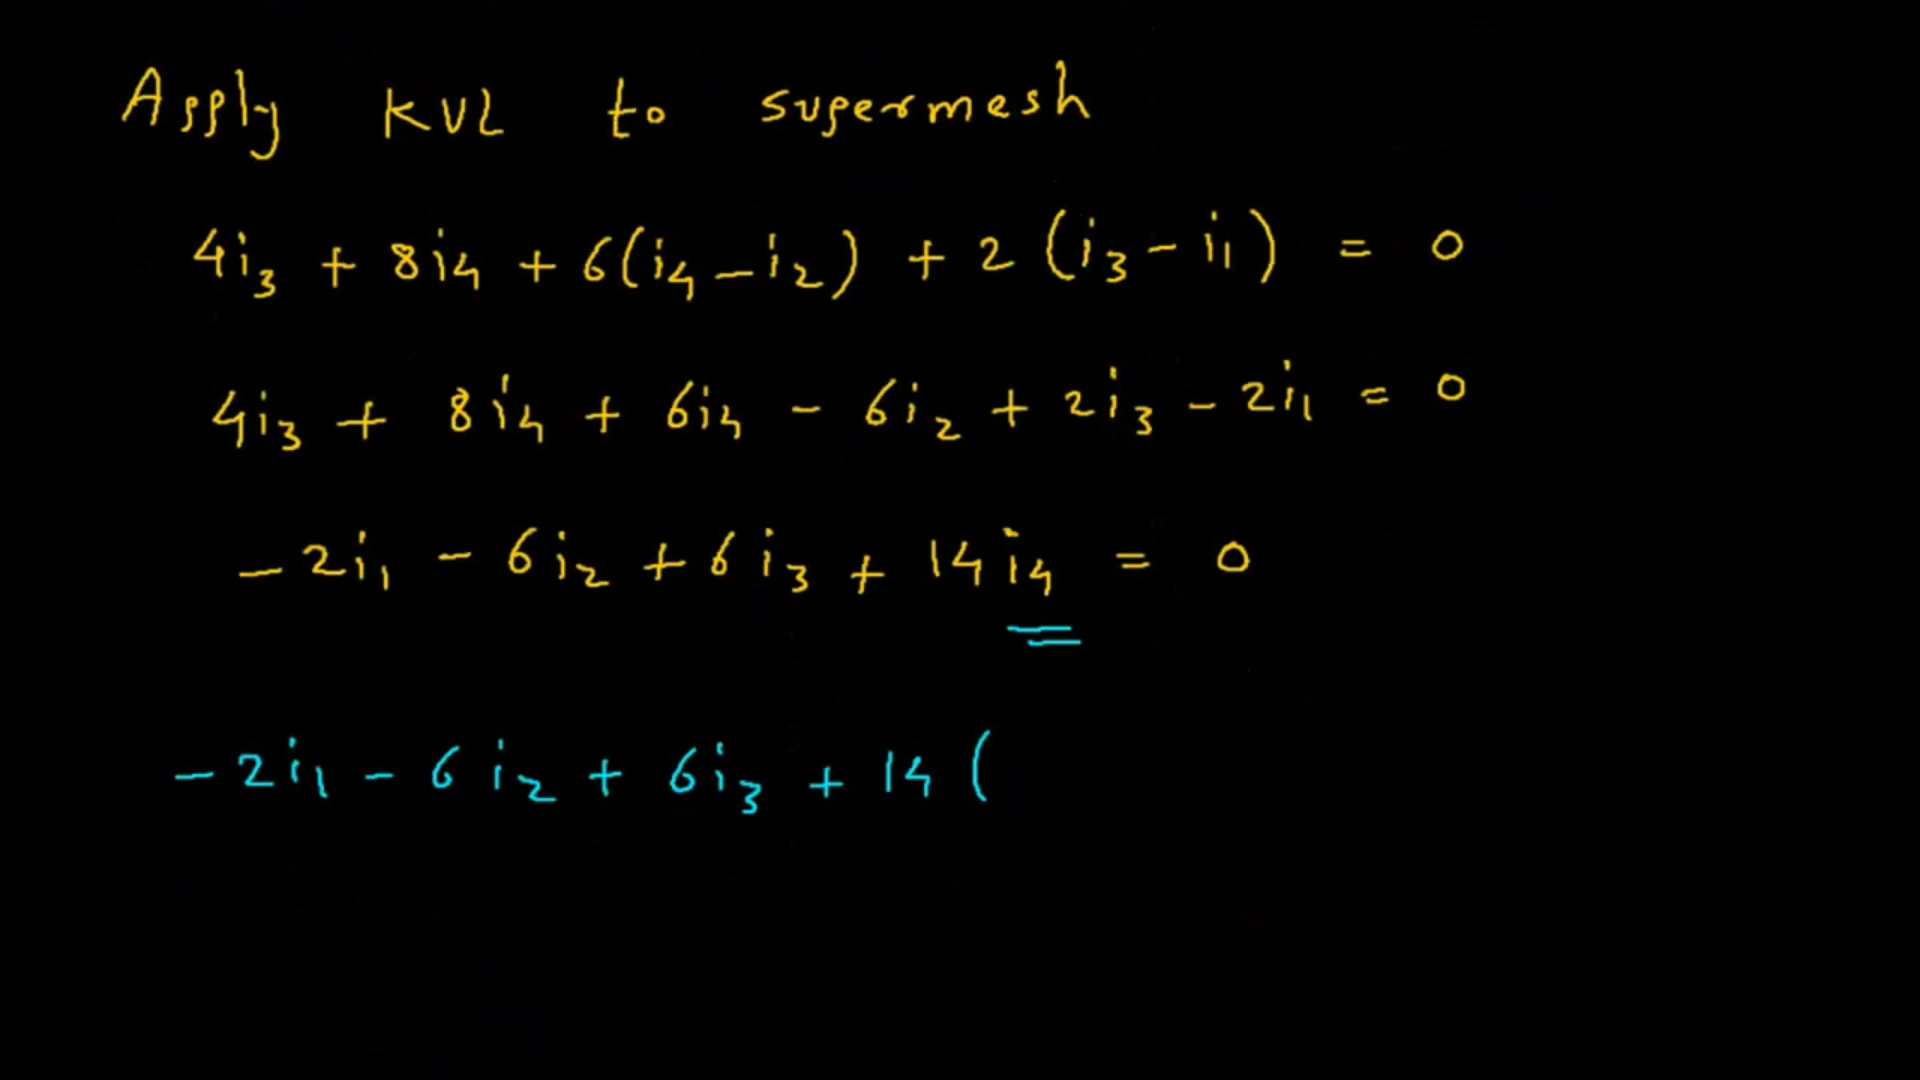 Apply KVL to supermesh
4i₃ + 8i₄ + 6(i₄ - i₂) + 2(i₃ - i₁) = 0
4i₃ + 8i₄ + 6i₄ - 6i₂ + 2i₃ - 2i₁ = 0
-2i₁ - 6i₂ + 6i₃ + 14i₄ = 0
-2i₁ - 6i₂ + 6i₃ + 14(